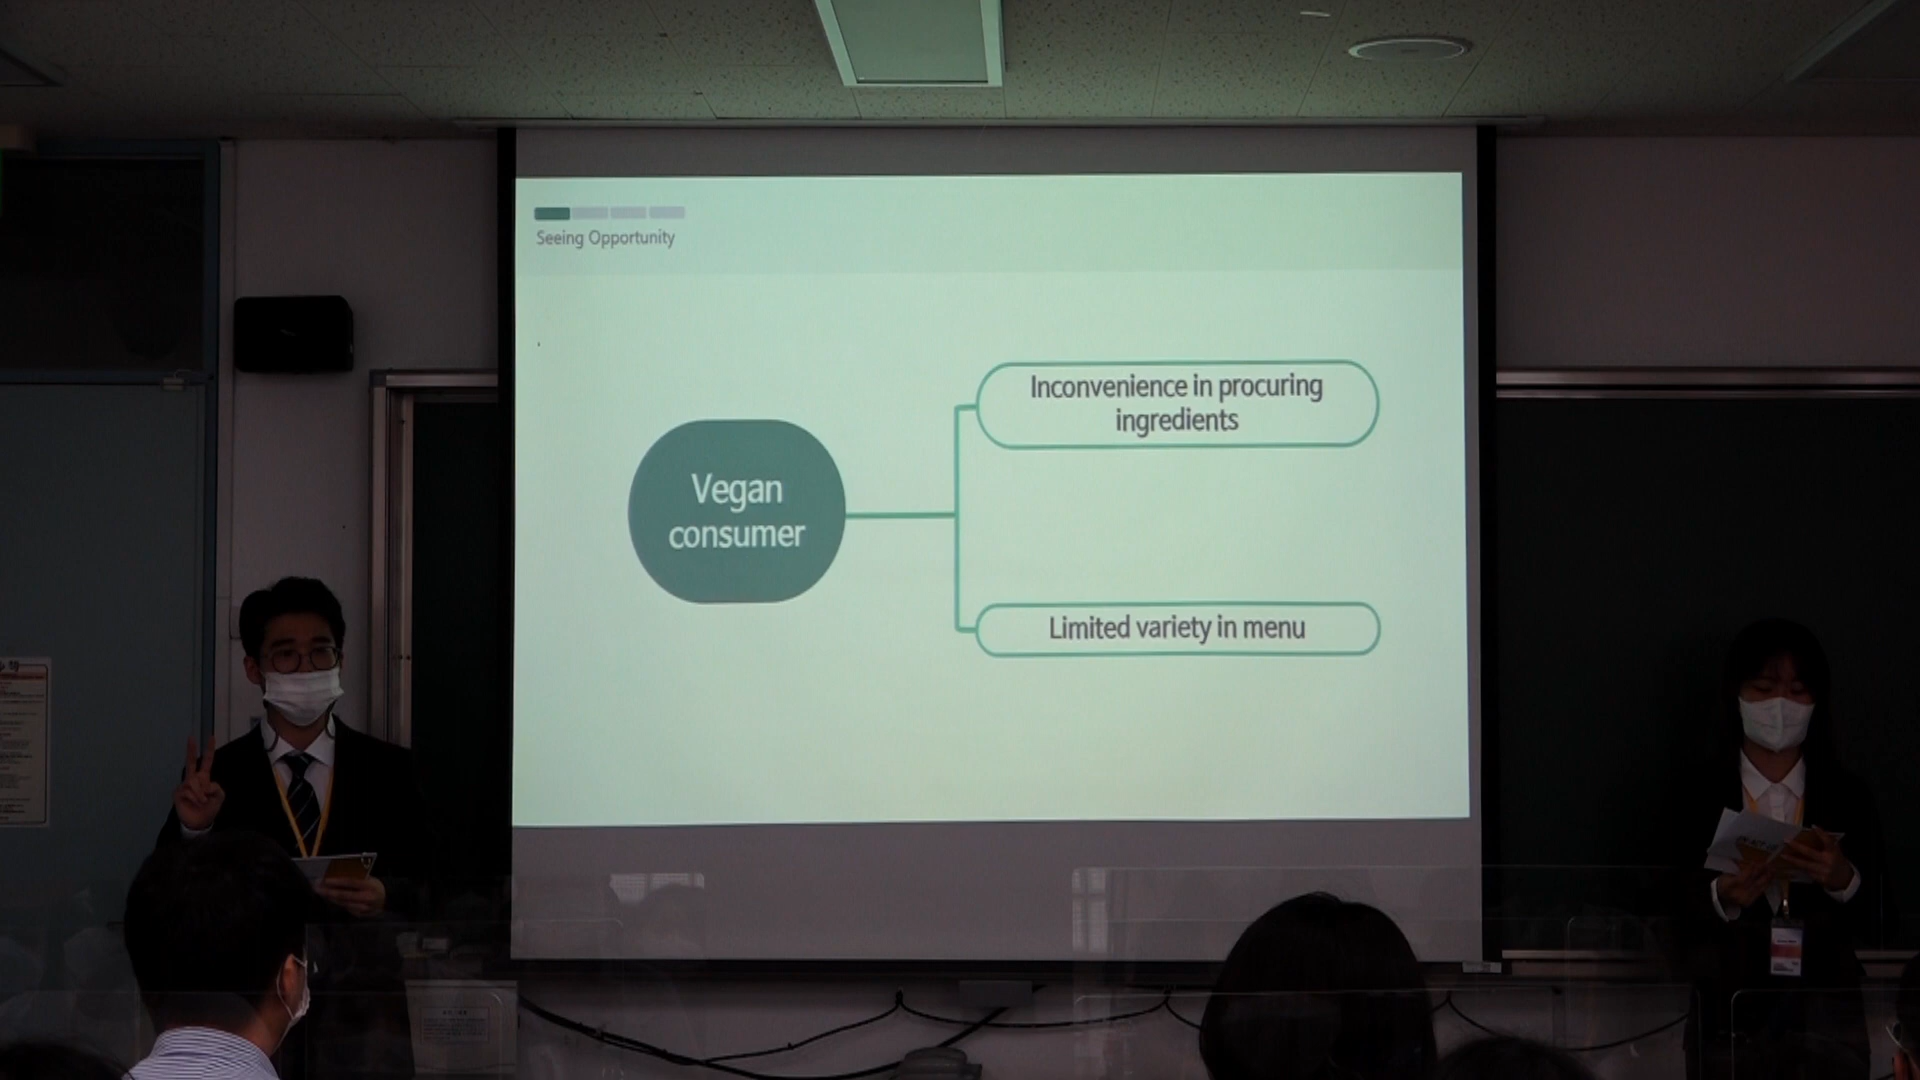 Seeing Opportunity
Vegan
consumer
Inconvenience in procuring
ingredients
Limited variety in menu